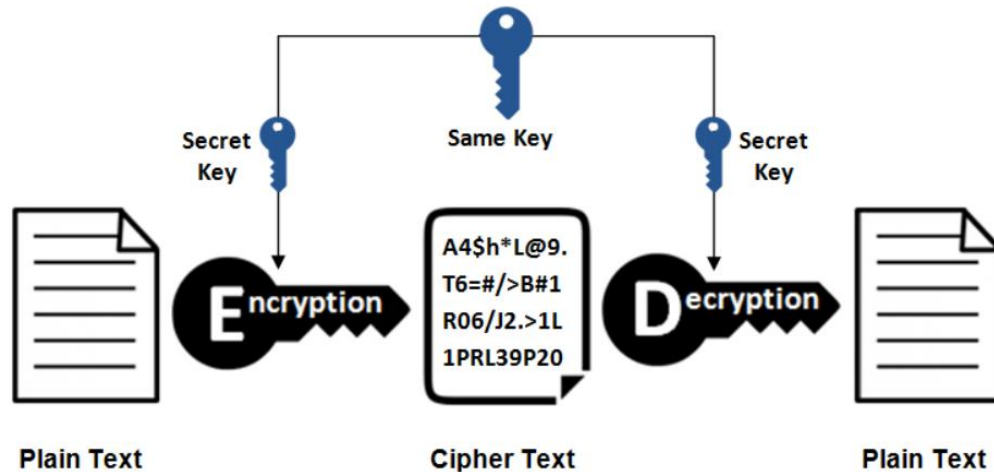 Same Key
Secret
Key
Secret
Key
Encryption
A4$h*L@9.
T6=#/>B#1
R06/J2.>1L
1PRL39P20
Decryption
Plain Text
Cipher Text
Plain Text